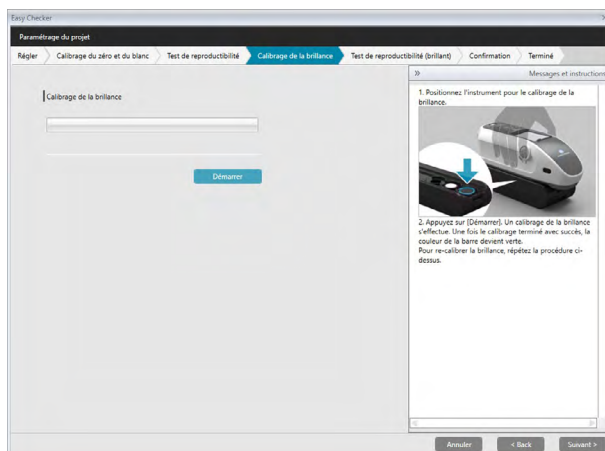 Easy Checker
Paramétrage du projet
Régler
Calibrage du zéro et du blanc
Test de reproductibilité
Calibrage de la brillance
Test de reproductibilité (brillant)
Confirmation
Terminé
»
Messages et instructions
Calibrage de la brillance
Démarrer
1. Positionnez l'instrument pour le calibrage de la
brillance.
2. Appuyez sur [Démarrer]. Un calibrage de la brillance
s'effectue. Une fois le calibrage terminé avec succès, la
couleur de la barre devient verte.
Pour re-calibrer la brillance, répétez la procédure ci-
dessus.
Annuler
< Back
Suivant >